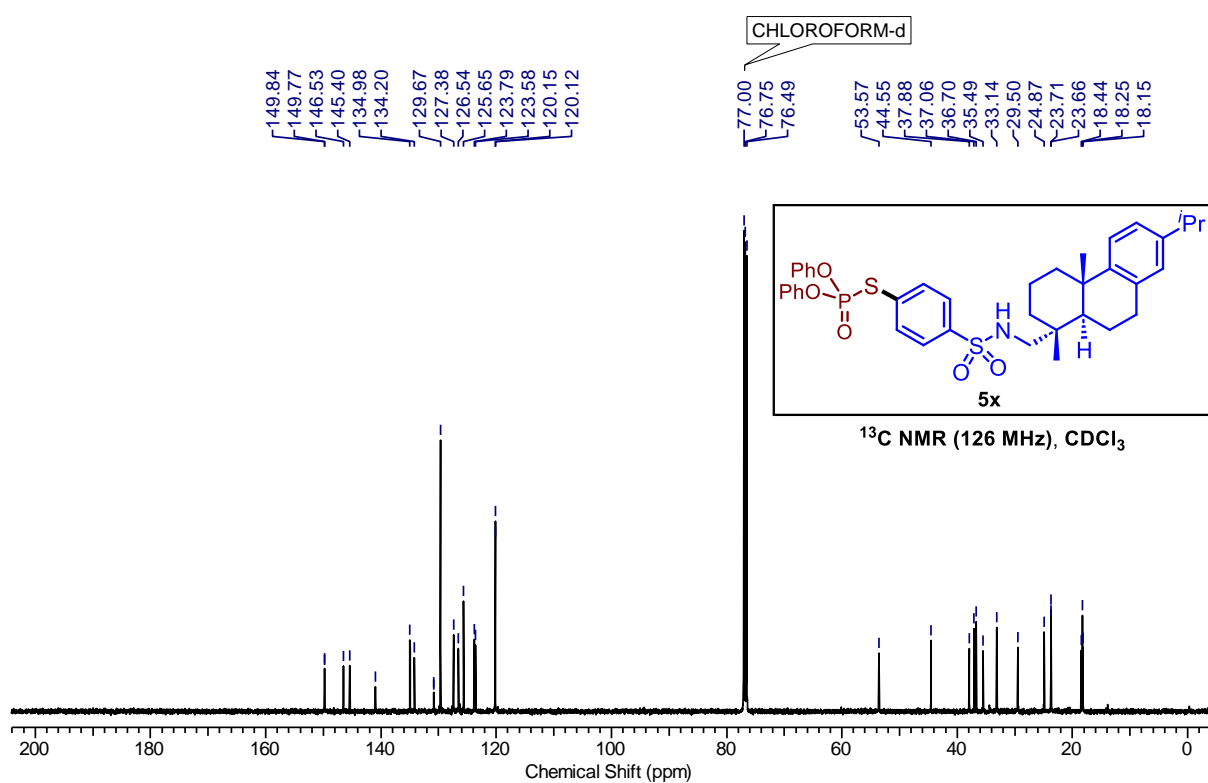 CHLOROFORM-d
149.84
149.77
146.53
145.40
134.98
134.20
129.67
127.38
126.54
125.65
123.79
123.58
120.15
120.12
77.00
76.75
76.49
53.57
44.55
37.88
37.06
36.70
35.49
33.14
29.50
24.87
23.71
23.66
18.44
18.25
18.15
iPr
PhO
PhO
P
O
S
H
N
S
O
O
H
5x
¹³C NMR (126 MHz), CDCl₃
200 180 160 140 120 100 80 60 40 20 0
Chemical Shift (ppm)